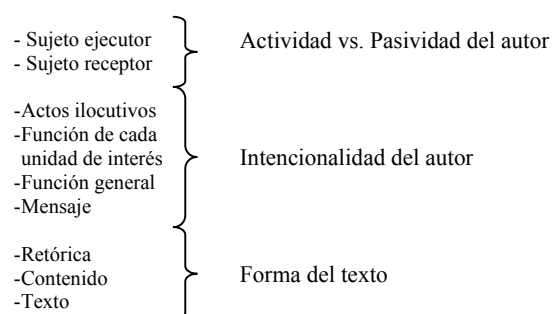 - Sujeto ejecutor
- Sujeto receptor
Actividad vs. Pasividad del autor
-Actos ilocutivos
-Función de cada
unidad de interés
-Función general
-Mensaje
Intencionalidad del autor
-Retórica
-Contenido
-Texto
Forma del texto